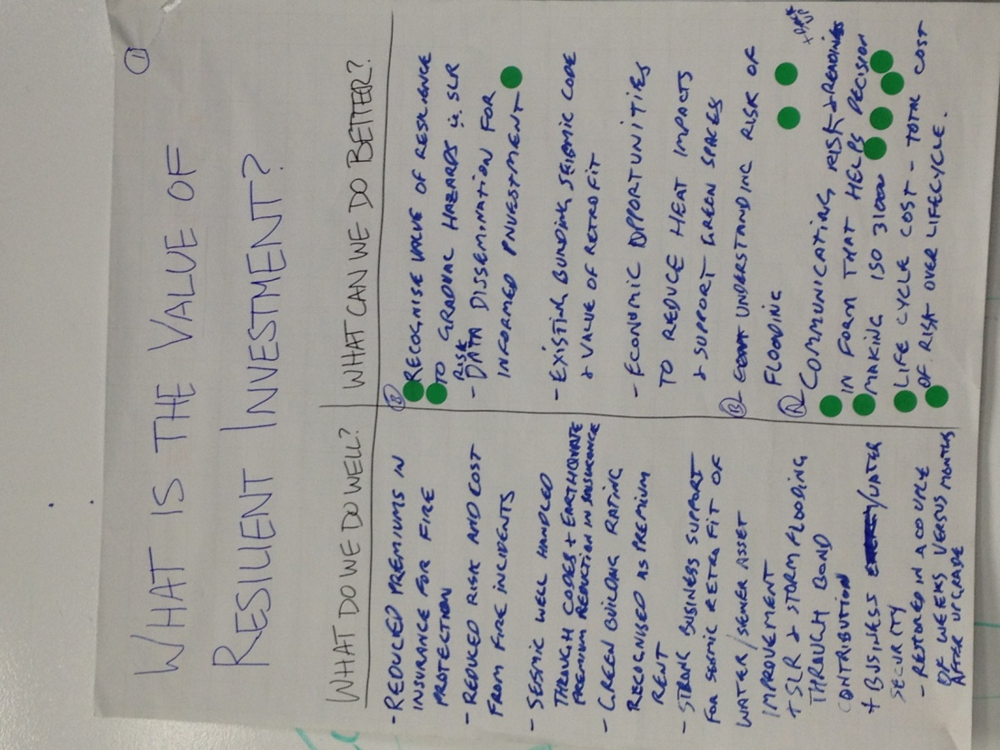 1
WHAT IS THE VALUE OF
RESILIENT INVESTMENT?
WHAT DO WE DO WELL?
- REDUCED PREMIUMS IN
INSURANCE FOR FIRE
PROTECTION
- REDUCED RISK AND COST
FROM FIRE INCIDENTS
- SEISMIC WELL HANDLED
THROUGH CODES + EARTHQUAKE
PREMIUM REDUCTION IN INSURANCE
- GREEN BUILDING RATING
RECOGNISED AS PREMIUM
RENT
- STRONG BUSINESS SUPPORT
FOR SEISMIC RETRO FIT OF
WATER/SEWER ASSET
IMPROVEMENT
+ SLR & STORM FLOODING
THROUGH BOND
CONTRIBUTION
+ BUSINESS /WATER
SECURITY
- RESTORED IN A COUPLE
OF WEEKS VERSUS MONTHS
AFTER UPGRADE
WHAT CAN WE DO BETTER?
B RECOGNISE VALUE OF RESILIENCE
TO GRADUAL HAZARDS ie. SLR
RISK
- DATA DISSEMINATION FOR
INFORMED INVESTMENT
- EXISTING BUILDING SEISMIC CODE
& VALUE OF RETROFIT
- ECONOMIC OPPORTUNITIES
TO REDUCE HEAT IMPACTS
& SUPPORT GREEN SPACES
B UNDERSTANDING RISK OF
FLOODING
A COMMUNICATING RISK & READINESS
IN FORM THAT HELPS DECISION
MAKING ISO 31000
LIFE CYCLE COST - TOTAL COST
OF RISK OVER LIFECYCLE.